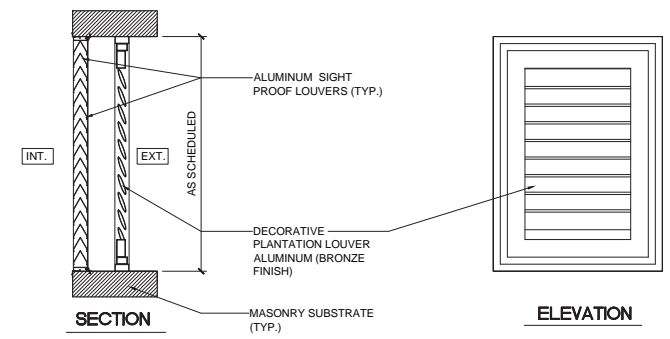 ALUMINUM SIGHT
PROOF LOUVERS (TYP.)
INT.
EXT.
AS SCHEDULED
DECORATIVE
PLANTATION LOUVER
ALUMINUM (BRONZE
FINISH)
MASONRY SUBSTRATE
(TYP.)
SECTION
ELEVATION